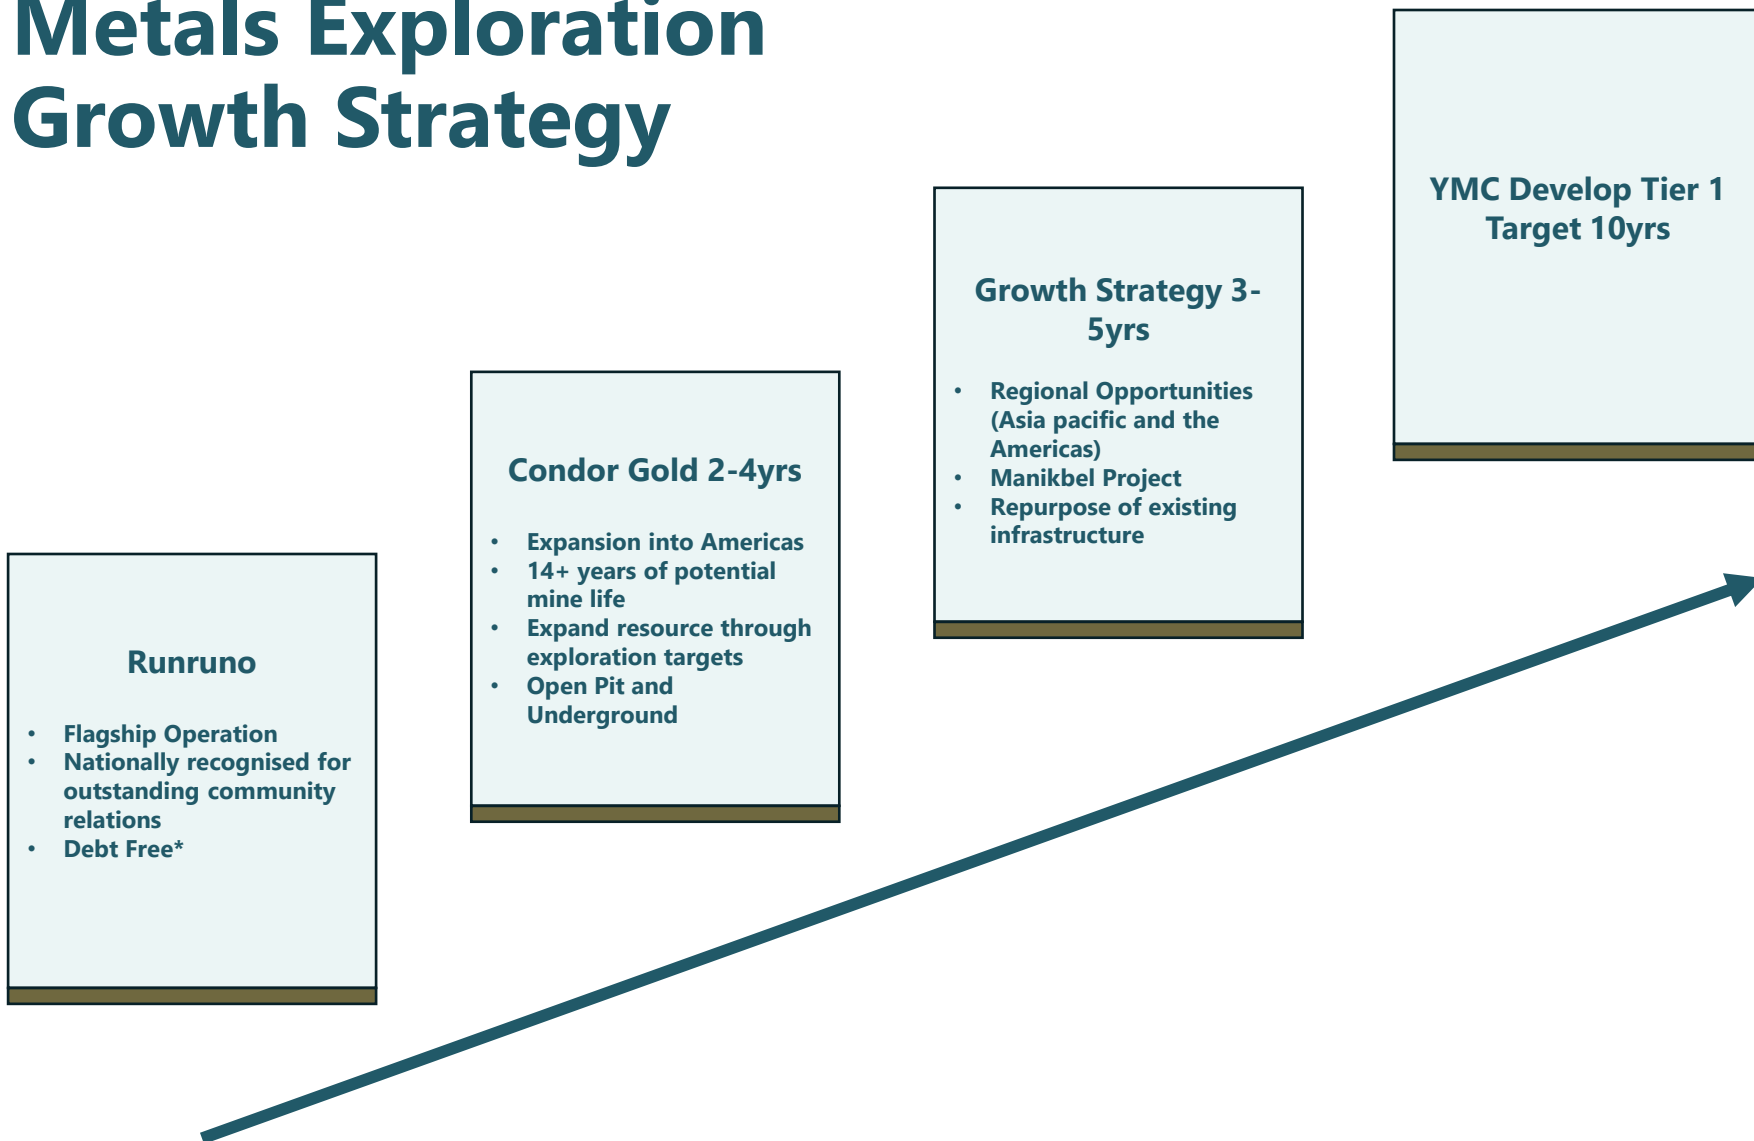 Metals Exploration
Growth Strategy
Runruno
• Flagship Operation
• Nationally recognised for
outstanding community
relations
• Debt Free*
Condor Gold 2-4yrs
• Expansion into Americas
• 14+ years of potential
mine life
• Expand resource through
exploration targets
• Open Pit and
Underground
Growth Strategy 3-
5yrs
• Regional Opportunities
(Asia pacific and the
Americas)
• Manikbel Project
• Repurpose of existing
infrastructure
YMC Develop Tier 1
Target 10yrs